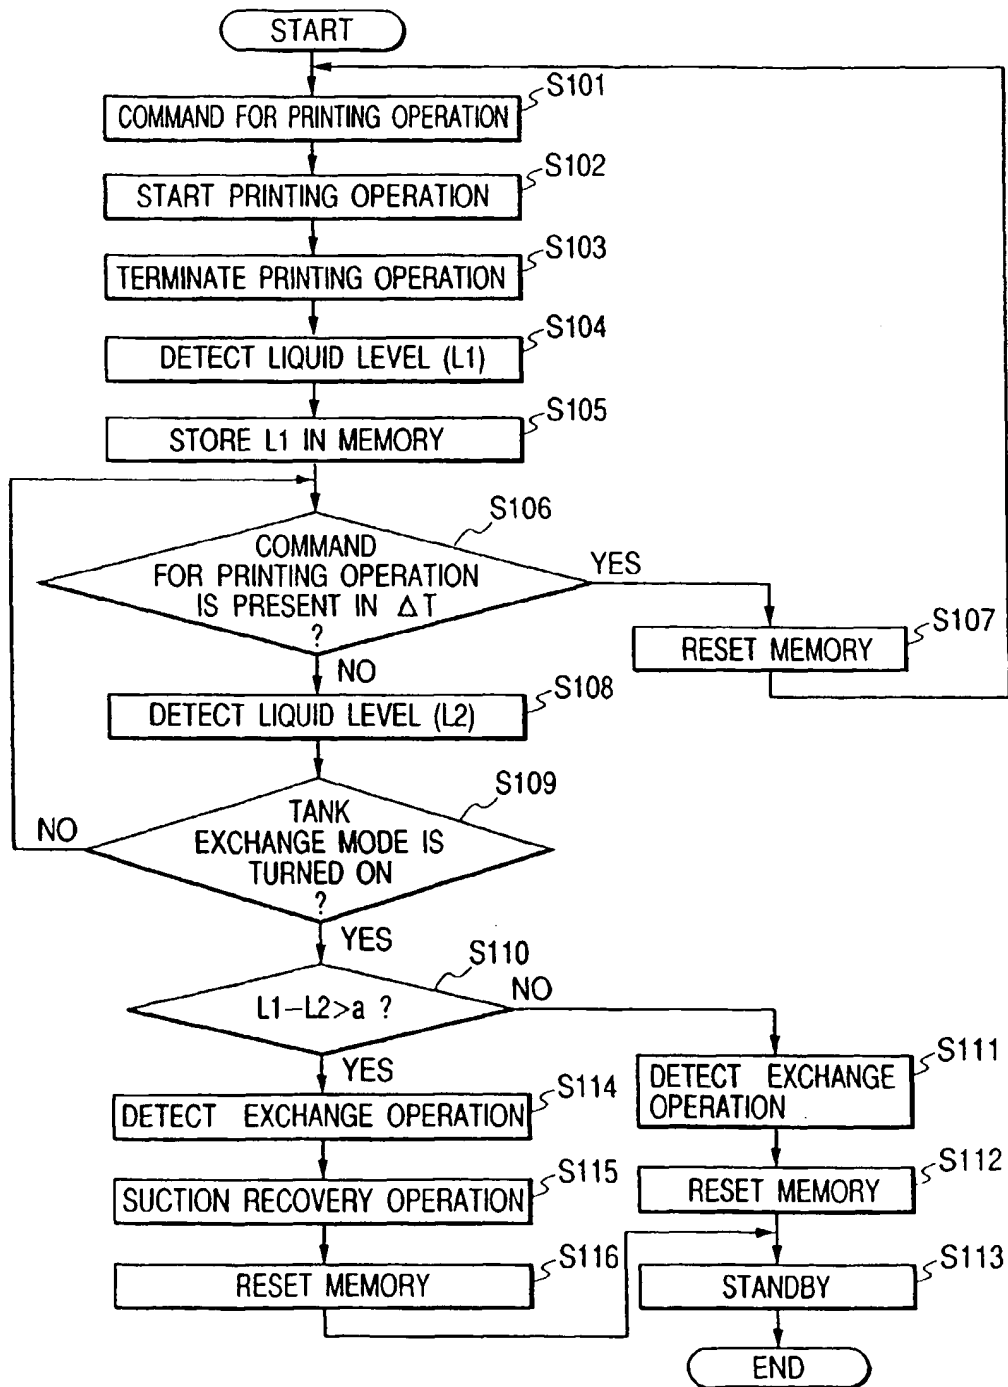 START
S101
COMMAND FOR PRINTING OPERATION
S102
START PRINTING OPERATION
S103
TERMINATE PRINTING OPERATION
S104
DETECT LIQUID LEVEL (L1)
S105
STORE L1 IN MEMORY
S106
COMMAND
FOR PRINTING OPERATION
IS PRESENT IN ΔT
?
YES
S107
RESET MEMORY
NO
S108
DETECT LIQUID LEVEL (L2)
S109
TANK
EXCHANGE MODE IS
TURNED ON
?
NO
YES
S110
L1-L2>a ?
NO
YES
S111
DETECT EXCHANGE
OPERATION
S112
RESET MEMORY
S114
DETECT EXCHANGE OPERATION
S115
SUCTION RECOVERY OPERATION
S116
RESET MEMORY
S113
STANDBY
END